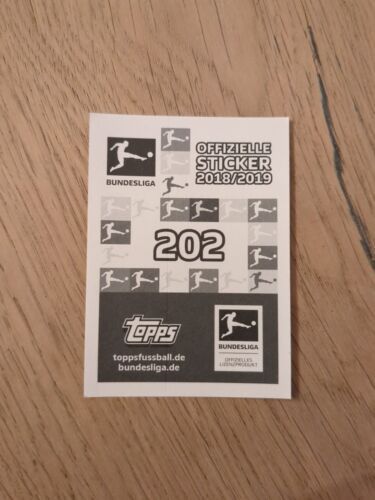 BUNDESLIGA
OFFIZIELLE
STICKER
2018/2019
202
topps
toppsfussball.de
bundesliga.de
BUNDESLIGA
OFFIZIELLES
LIZENZPRODUKT